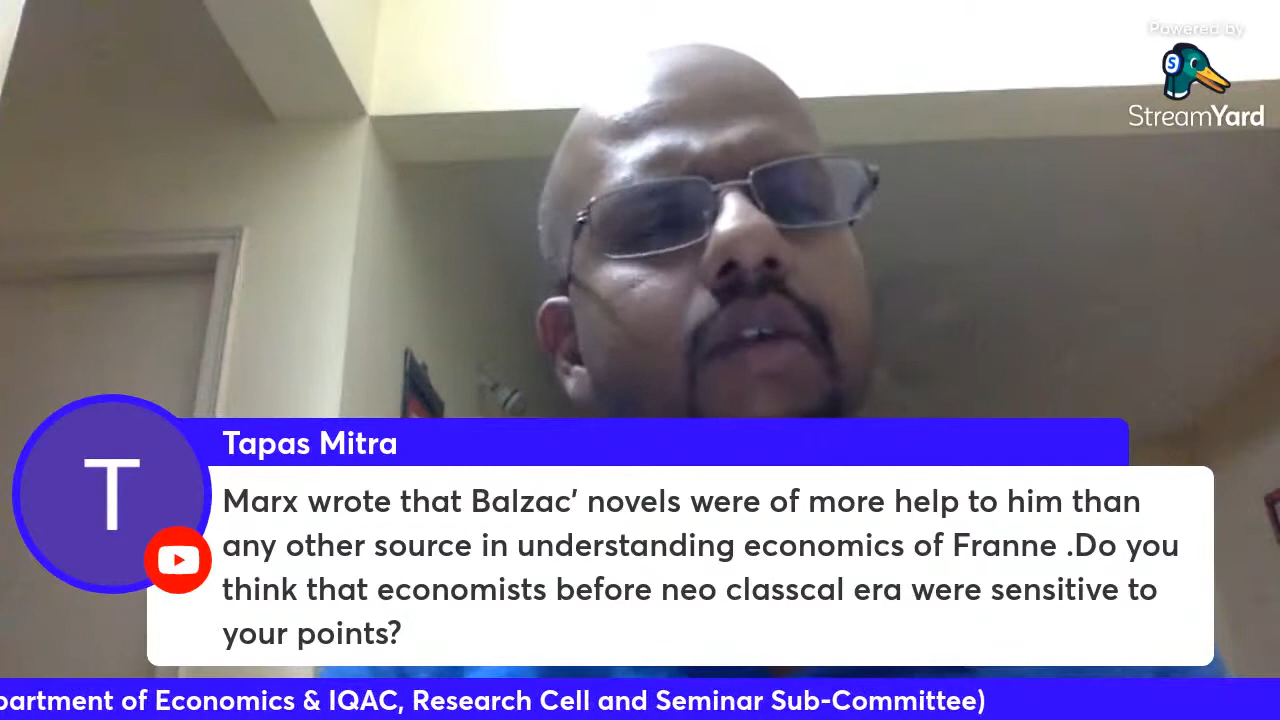 Powered by
S
StreamYard
Tapas Mitra
T
Marx wrote that Balzac' novels were of more help to him than
any other source in understanding economics of Franne .Do you
think that economists before neo classcal era were sensitive to
your points?
partment of Economics & IQAC, Research Cell and Seminar Sub-Committee)